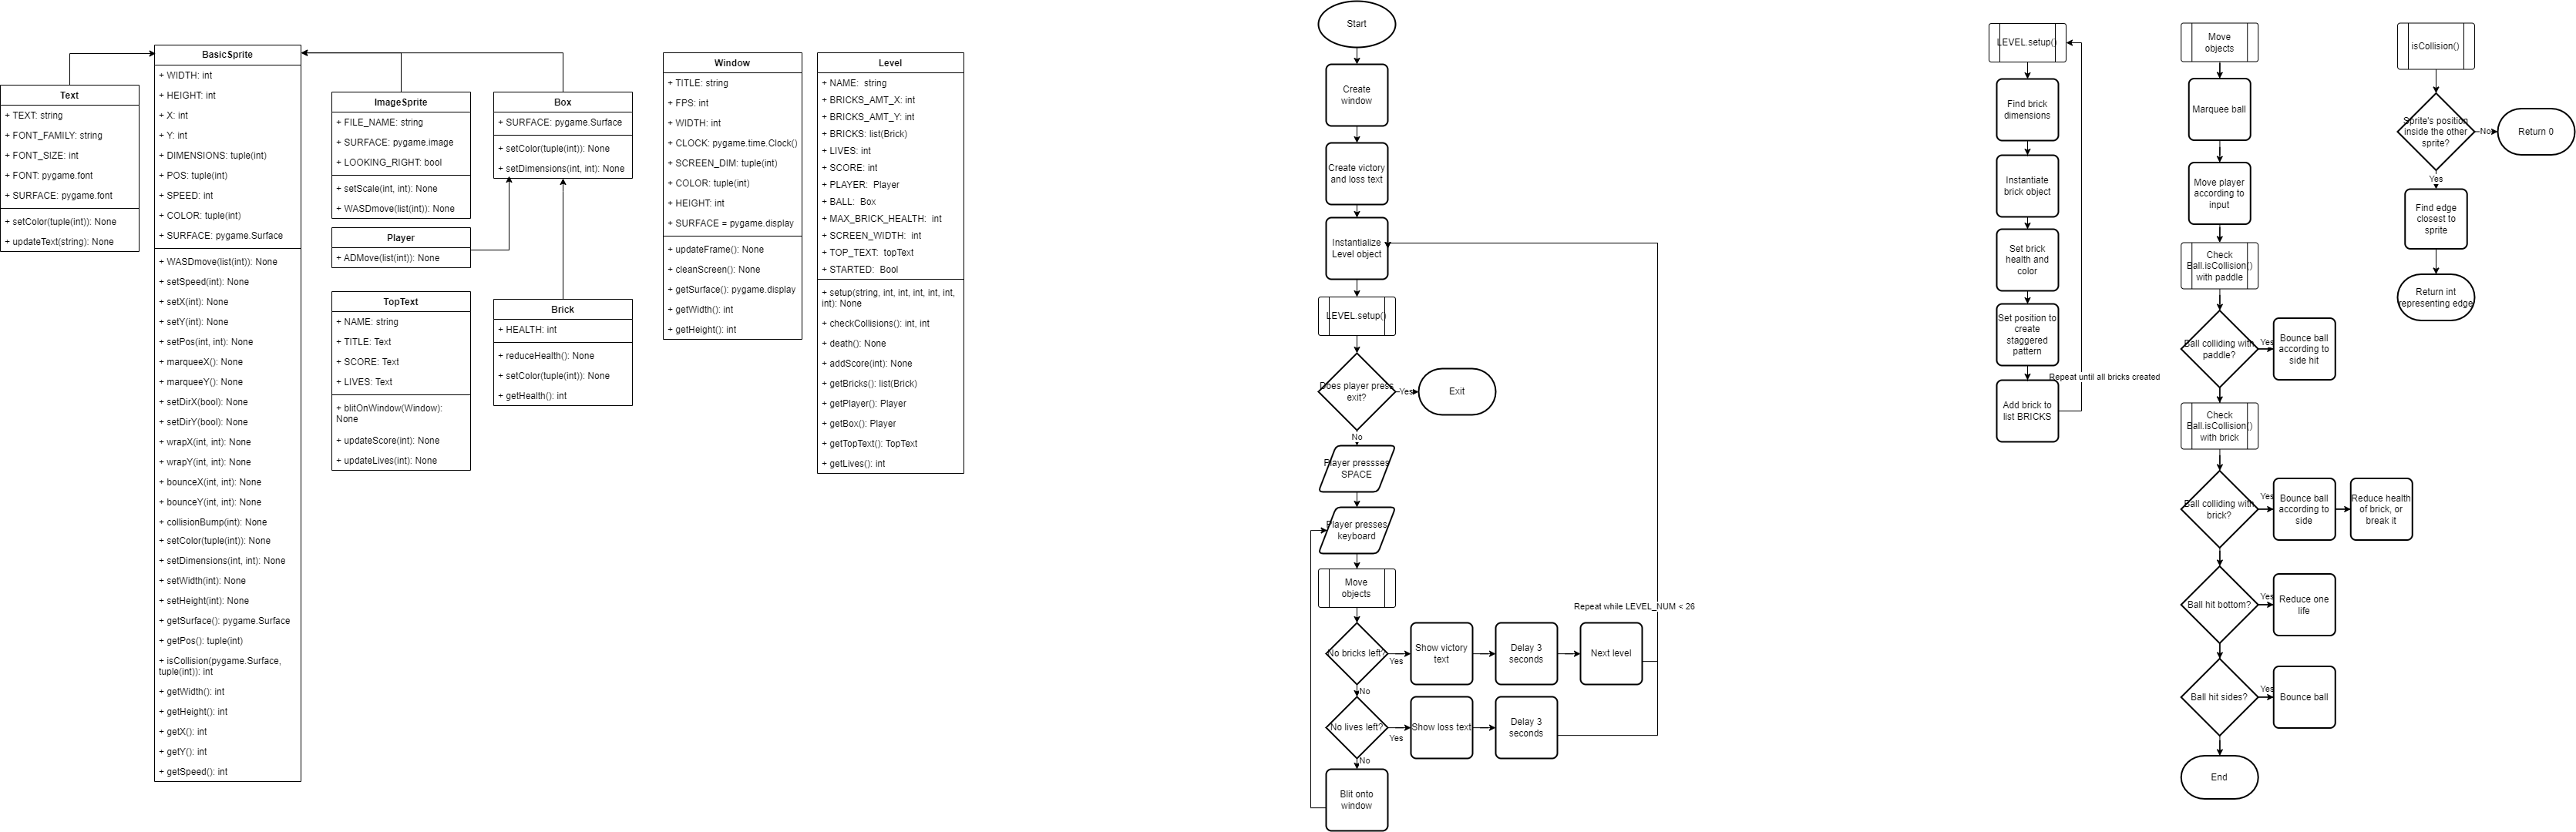 Text
+ TEXT: string
+ FONT_FAMILY: string
+ FONT_SIZE: int
+ FONT: pygame.font
+ SURFACE: pygame.font
+ setColor(tuple(int)): None
+ updateText(string): None
BasicSprite
+ WIDTH: int
+ HEIGHT: int
+ X: int
+ Y: int
+ DIMENSIONS: tuple(int)
+ POS: tuple(int)
+ SPEED: int
+ COLOR: tuple(int)
+ SURFACE: pygame.Surface
+ WASDmove(list(int)): None
+ setSpeed(int): None
+ setX(int): None
+ setY(int): None
+ setPos(int, int): None
+ marqueeX(): None
+ marqueeY(): None
+ setDirX(bool): None
+ setDirY(bool): None
+ wrapX(int, int): None
+ wrapY(int, int): None
+ bounceX(int, int): None
+ bounceY(int, int): None
+ collisionBump(int): None
+ setColor(tuple(int)): None
+ setDimensions(int, int): None
+ setWidth(int): None
+ setHeight(int): None
+ getSurface(): pygame.Surface
+ getPos(): tuple(int)
+ isCollision(pygame.Surface,
tuple(int)): int
+ getWidth(): int
+ getHeight(): int
+ getX(): int
+ getY(): int
+ getSpeed(): int
ImageSprite
+ FILE_NAME: string
+ SURFACE: pygame.image
+ LOOKING_RIGHT: bool
+ setScale(int, int): None
+ WASDmove(list(int)): None
Player
+ ADMove(list(int)): None
TopText
+ NAME: string
+ TITLE: Text
+ SCORE: Text
+ LIVES: Text
+ blitOnWindow(Window):
None
+ updateScore(int): None
+ updateLives(int): None
Box
+ SURFACE: pygame.Surface
+ setColor(tuple(int)): None
+ setDimensions(int, int): None
Brick
+ HEALTH: int
+ reduceHealth(): None
+ setColor(tuple(int)): None
+ getHealth(): int
Window
+ TITLE: string
+ FPS: int
+ WIDTH: int
+ CLOCK: pygame.time.Clock()
+ SCREEN_DIM: tuple(int)
+ COLOR: tuple(int)
+ HEIGHT: int
+ SURFACE = pygame.display
+ updateFrame(): None
+ cleanScreen(): None
+ getSurface(): pygame.display
+ getWidth(): int
+ getHeight(): int
Level
+ NAME: string
+ BRICKS_AMT_X: int
+ BRICKS_AMT_Y: int
+ BRICKS: list(Brick)
+ LIVES: int
+ SCORE: int
+ PLAYER: Player
+ BALL: Box
+ MAX_BRICK_HEALTH: int
+ SCREEN_WIDTH: int
+ TOP_TEXT: topText
+ STARTED: Bool
+ setup(string, int, int, int, int, int,
int): None
+ checkCollisions(): int, int
+ death(): None
+ addScore(int): None
+ getBricks(): list(Brick)
+ getPlayer(): Player
+ getBox(): Player
+ getTopText(): TopText
+ getLives(): int
Start
Create
window
Create victory
and loss text
Instantialize
Level object
LEVEL.setup()
Does player press
exit?
Yes
Exit
No
Player pressses
SPACE
Player presses
keyboard
Move
objects
Repeat while LEVEL_NUM < 26
No bricks left?
Yes
Show victory
text
Delay 3
seconds
Next level
No
No lives left?
Yes
Show loss text
Delay 3
seconds
No
Blit onto
window
LEVEL.setup()
Find brick
dimensions
Instantiate
brick object
Set brick
health and
color
Set position to
create
staggered
pattern
Repeat until all bricks created
Add brick to
list BRICKS
Move
objects
Marquee ball
Move player
according to
input
Check
Ball.isCollision()
with paddle
Ball colliding with
paddle?
Yes
Bounce ball
according to
side hit
Check
Ball.isCollision()
with brick
Ball colliding with
brick?
Yes
Bounce ball
according to
side
Reduce health
of brick, or
break it
Ball hit bottom?
Yes
Reduce one
life
Ball hit sides?
Yes
Bounce ball
End
isCollision()
Sprite's position
inside the other
sprite?
No
Return 0
Yes
Find edge
closest to
sprite
Return int
representing edge